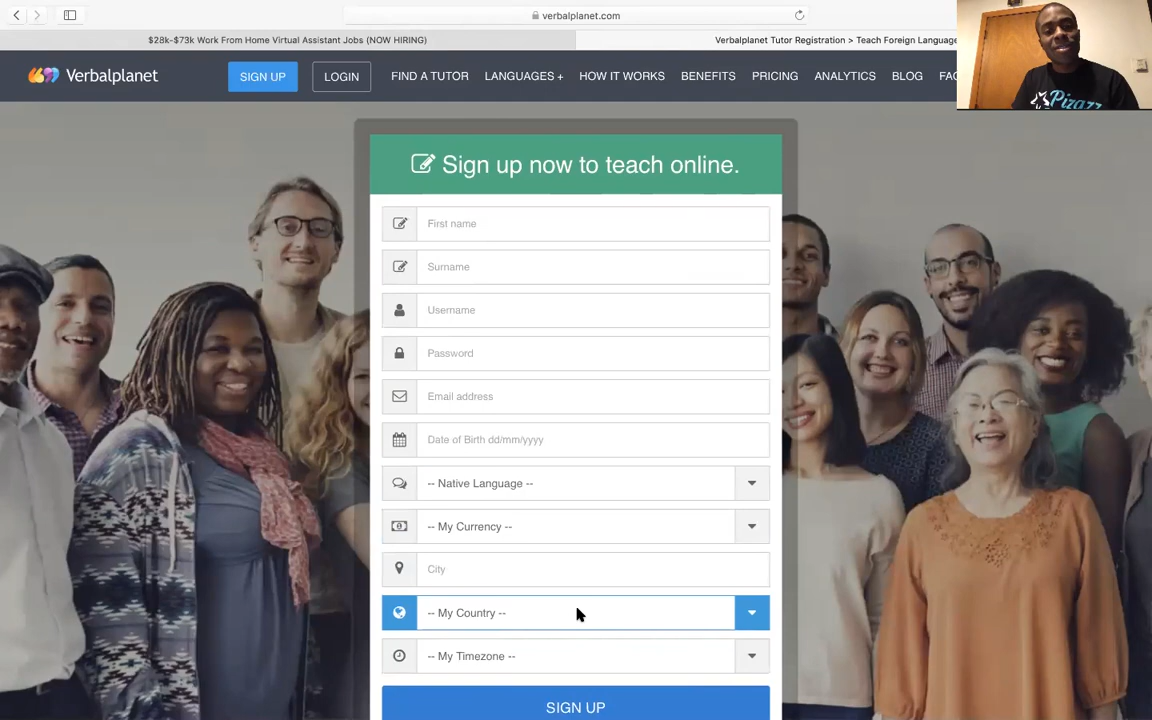 verbalplanet.com
$28k-$73k Work From Home Virtual Assistant Jobs (NOW HIRING)
Verbalplanet Tutor Registration > Teach Foreign Language
Verbalplanet
SIGN UP
LOGIN
FIND A TUTOR
LANGUAGES +
HOW IT WORKS
BENEFITS
PRICING
ANALYTICS
BLOG
Pizazz
Sign up now to teach online.
First name
Surname
Username
Password
Email address
Date of Birth dd/mm/yyyy
-- Native Language --
-- My Currency --
City
-- My Country --
-- My Timezone --
SIGN UP